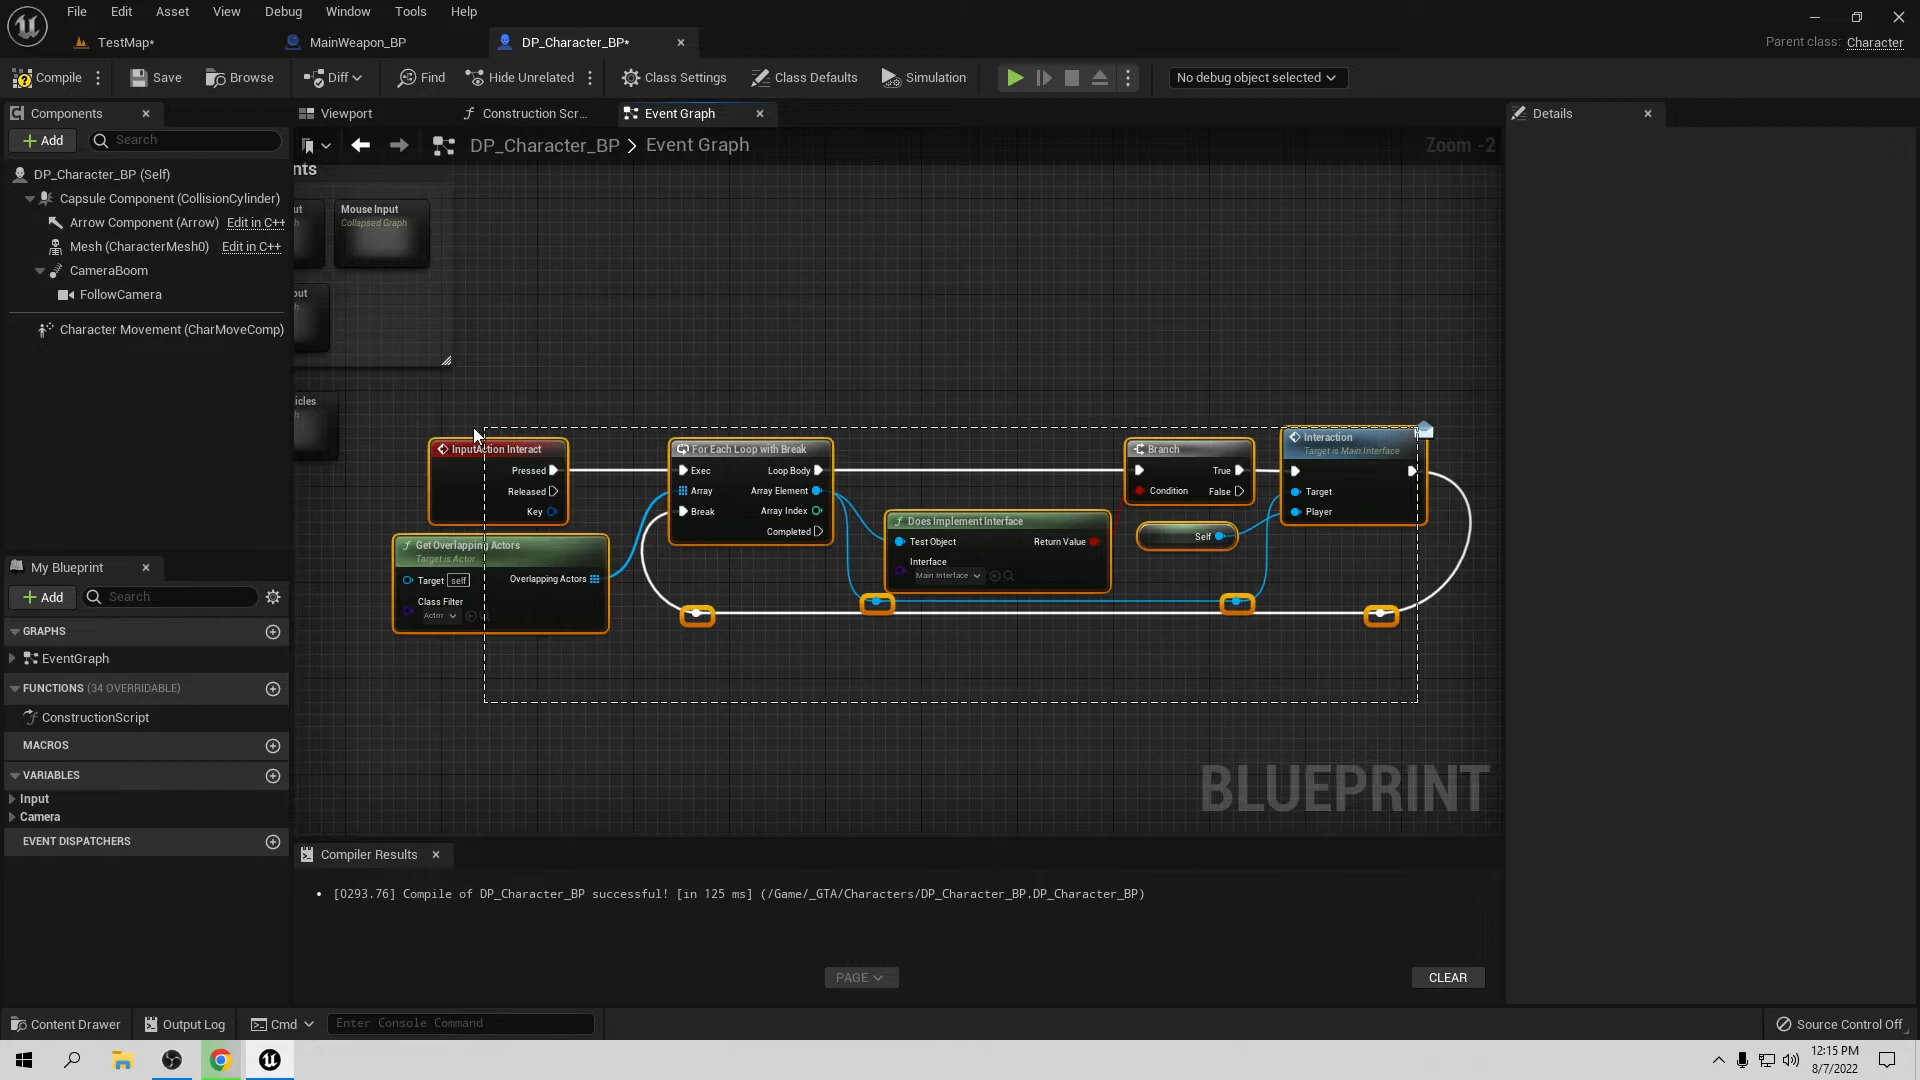 File Edit Asset View Debug Window Tools Help
TestMap* MainWeapon_BP DP_Character_BP*
Parent class: Character
Compile Save Browse Diff Find Hide Unrelated Class Settings Class Defaults Simulation No debug object selected
Components Viewport Construction Scr... Event Graph Details
Add Search
DP_Character_BP > Event Graph
Zoom -2
DP_Character_BP (Self)
Capsule Component (CollisionCylinder)
Arrow Component (Arrow) Edit in C++
Mesh (CharacterMesh0) Edit in C++
CameraBoom
FollowCamera
Character Movement (CharMoveComp)
nts
ut
Mouse Input
Collapsed Graph
h
put
h
icles
h
InputAction Interact
Pressed
Released
Key
Get Overlapping Actors
Target is Actor
Target self Overlapping Actors
Class Filter
Actor
For Each Loop with Break
Exec Loop Body
Array Array Element
Break Array Index
Completed
Does Implement Interface
Test Object Return Value
Interface
Main Interface
Branch
True
Condition False
Self
Interaction
Target is Main Interface
Target
Player
BLUEPRINT
My Blueprint
Add Search
GRAPHS
EventGraph
FUNCTIONS (34 OVERRIDABLE)
ConstructionScript
MACROS
VARIABLES
Input
Camera
EVENT DISPATCHERS
Compiler Results
[0293.76] Compile of DP_Character_BP successful! [in 125 ms] (/Game/_GTA/Characters/DP_Character_BP.DP_Character_BP)
PAGE CLEAR
Content Drawer Output Log Cmd Enter Console Command Source Control Off
12:15 PM
8/7/2022